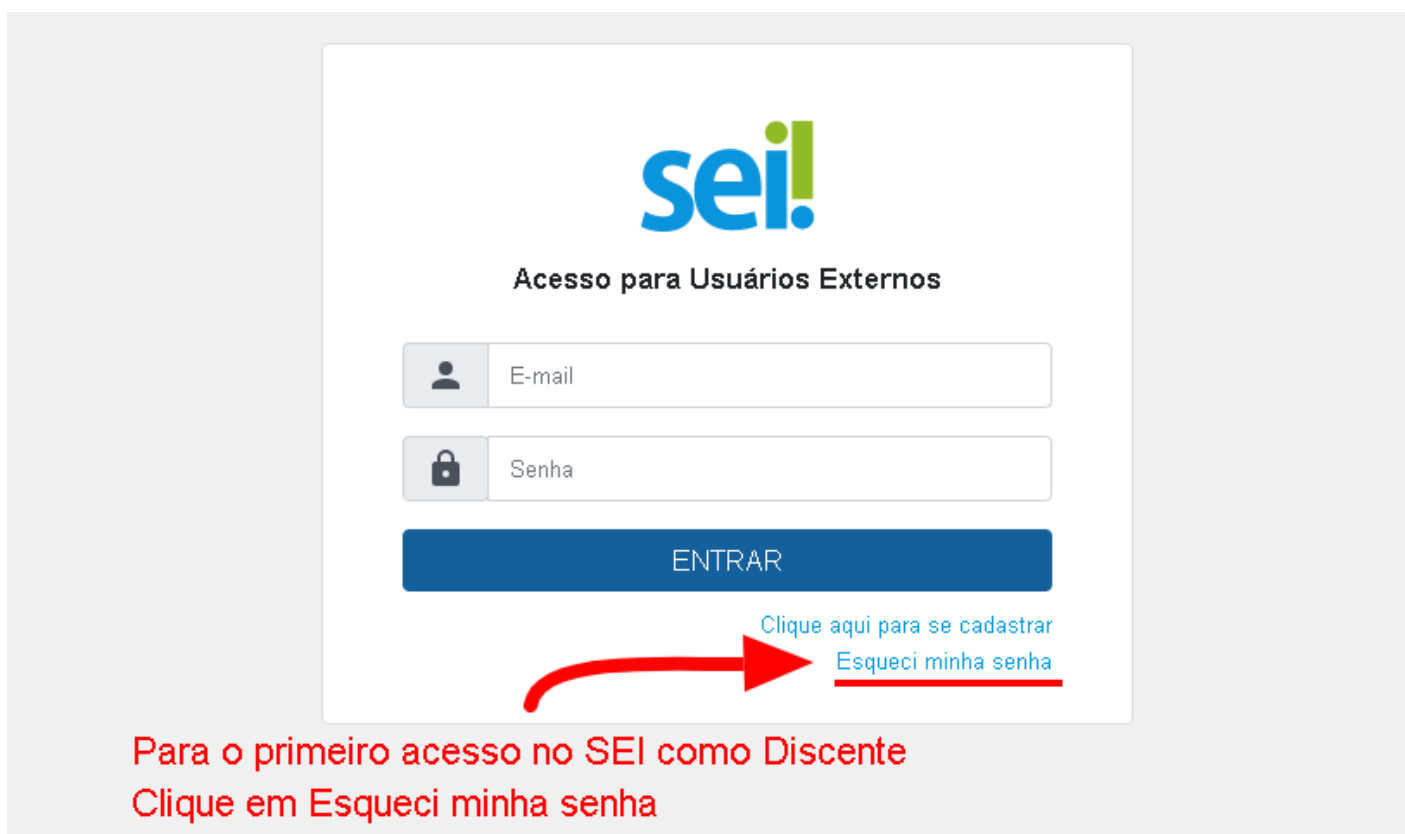 sei!
Acesso para Usuários Externos
E-mail
Senha
ENTRAR
Clique aqui para se cadastrar
Esqueci minha senha
Para o primeiro acesso no SEI como Discente
Clique em Esqueci minha senha